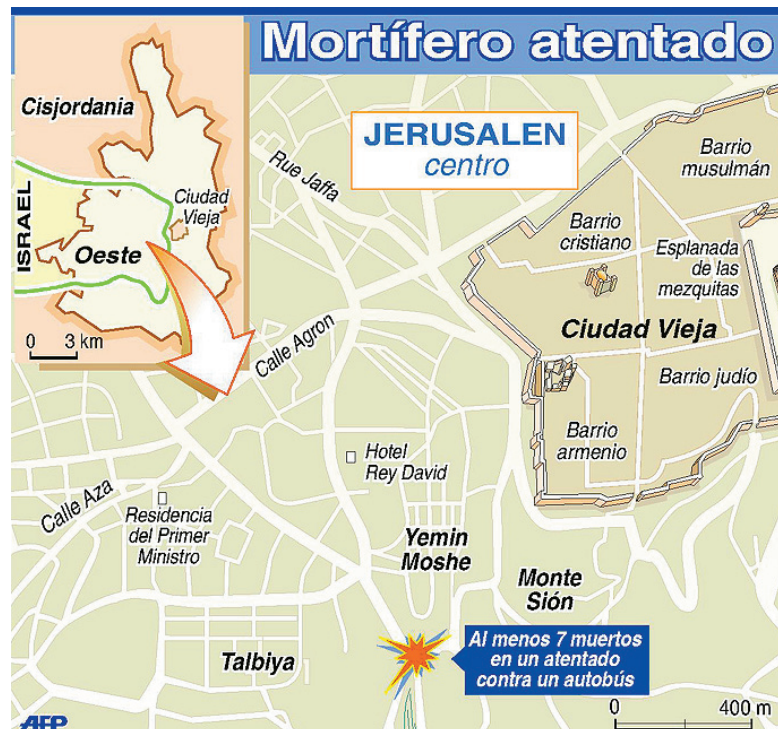 Mortífero atentado
Cisjordania
ISRAEL
Ciudad
Vieja
Oeste
0 3 km
JERUSALEN
centro
Rue Jaffa
Calle Agron
Calle Aza
Barrio
musulmán
Barrio
cristiano
Esplanada
de las
mezquitas
Ciudad Vieja
Barrio judío
Barrio
armenio
Hotel
Rey David
Residencia
del Primer
Ministro
Yemin
Moshe
Monte
Sión
Talbiya
Al menos 7 muertos
en un atentado
contra un autobús
0 400 m
AFP